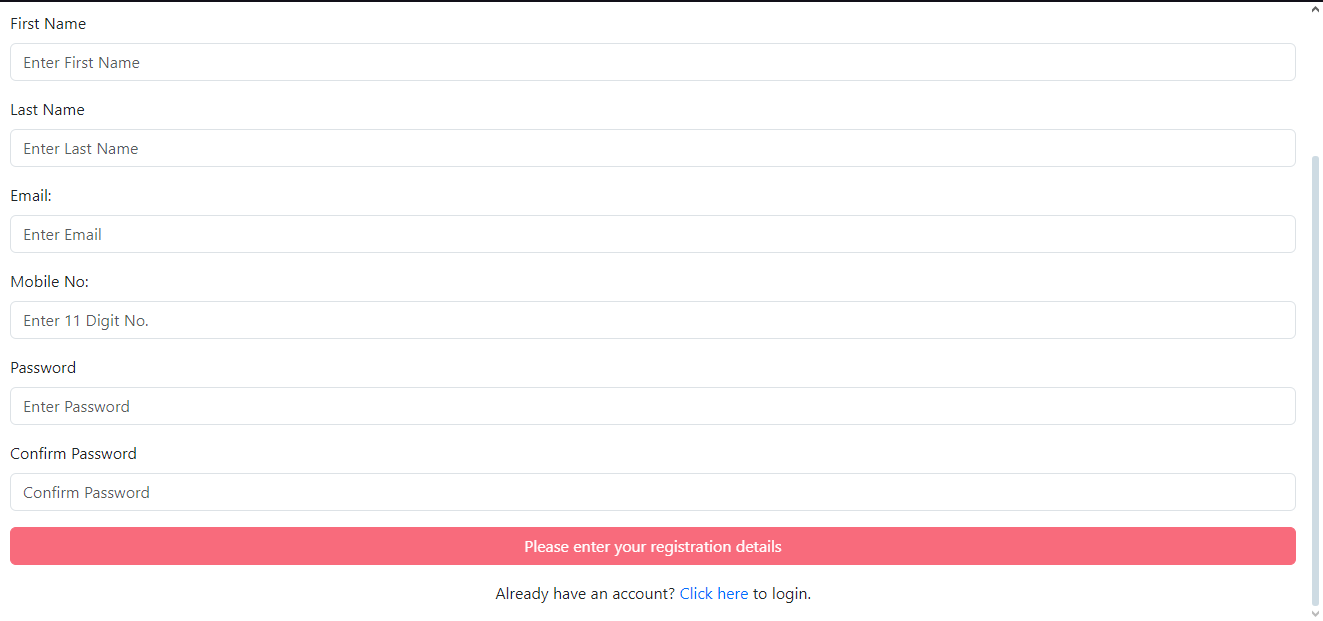 First Name
Enter First Name
Last Name
Enter Last Name
Email:
Enter Email
Mobile No:
Enter 11 Digit No.
Password
Enter Password
Confirm Password
Confirm Password
Please enter your registration details
Already have an account? Click here to login.